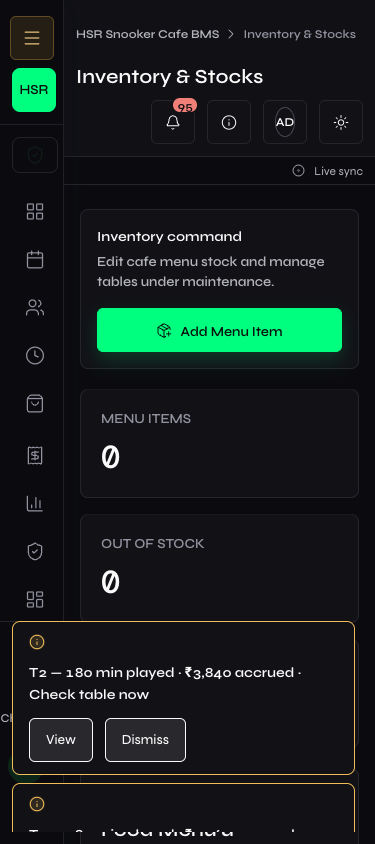 HSR Snooker Cafe BMS > Inventory & Stocks
HSR
Inventory & Stocks
95
AD
Live sync
Inventory command
Edit cafe menu stock and manage
tables under maintenance.
Add Menu Item
MENU ITEMS
0
OUT OF STOCK
0
T2 — 180 min played · ₹3,840 accrued ·
Check table now
View
Dismiss